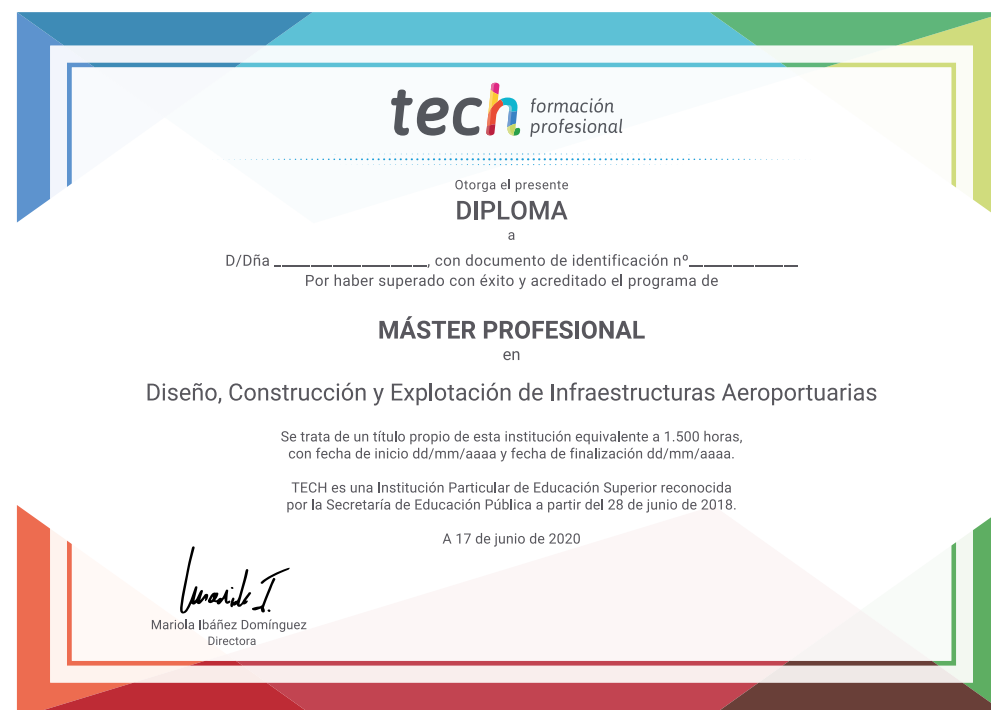 tech formación
profesional
Otorga el presente
DIPLOMA
a
D/Dña ____________________, con documento de identificación nº______________
Por haber superado con éxito y acreditado el programa de
MÁSTER PROFESIONAL
en
Diseño, Construcción y Explotación de Infraestructuras Aeroportuarias
Se trata de un título propio de esta institución equivalente a 1.500 horas,
con fecha de inicio dd/mm/aaaa y fecha de finalización dd/mm/aaaa.
TECH es una Institución Particular de Educación Superior reconocida
por la Secretaría de Educación Pública a partir del 28 de junio de 2018.
A 17 de junio de 2020
Mariola Ibáñez Domínguez
Directora